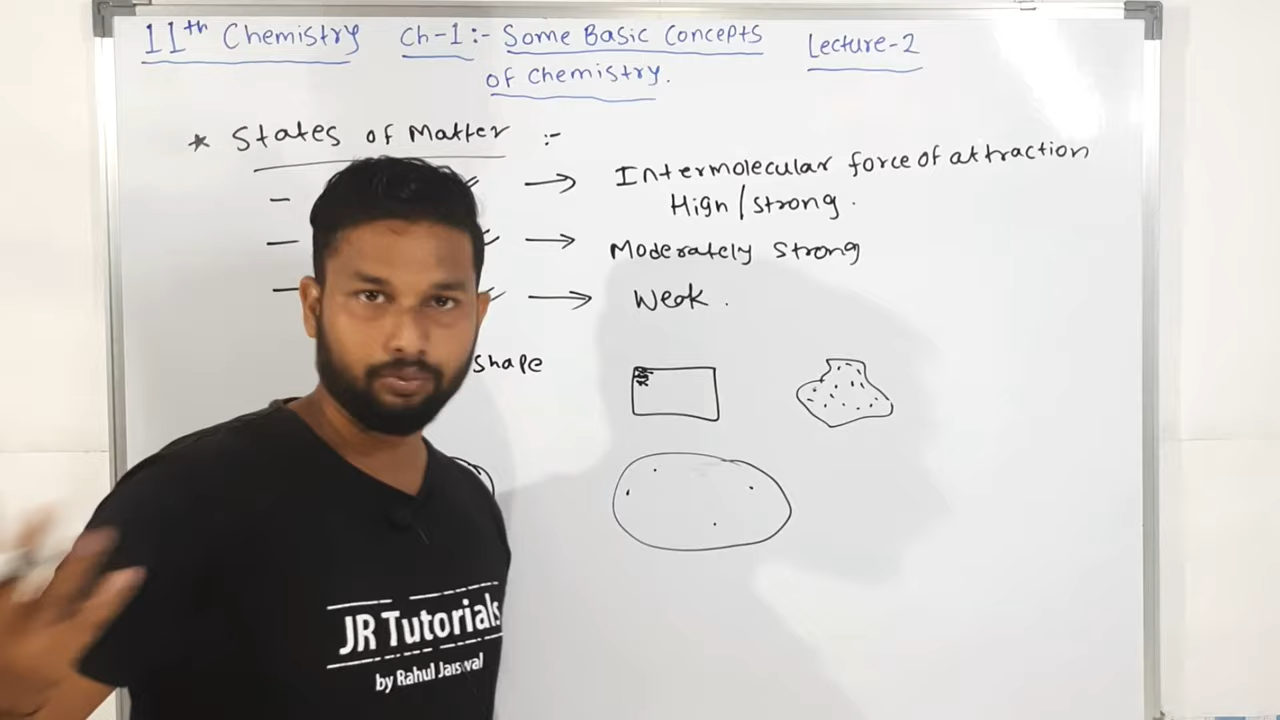 11th Chemistry Ch-1:- Some Basic Concepts of Chemistry. Lecture-2
* States of Matter :-
— → Intermolecular force of attraction
High/strong.
— → Moderately strong
— → Weak.
shape
JR Tutorials
by Rahul Jaiswal